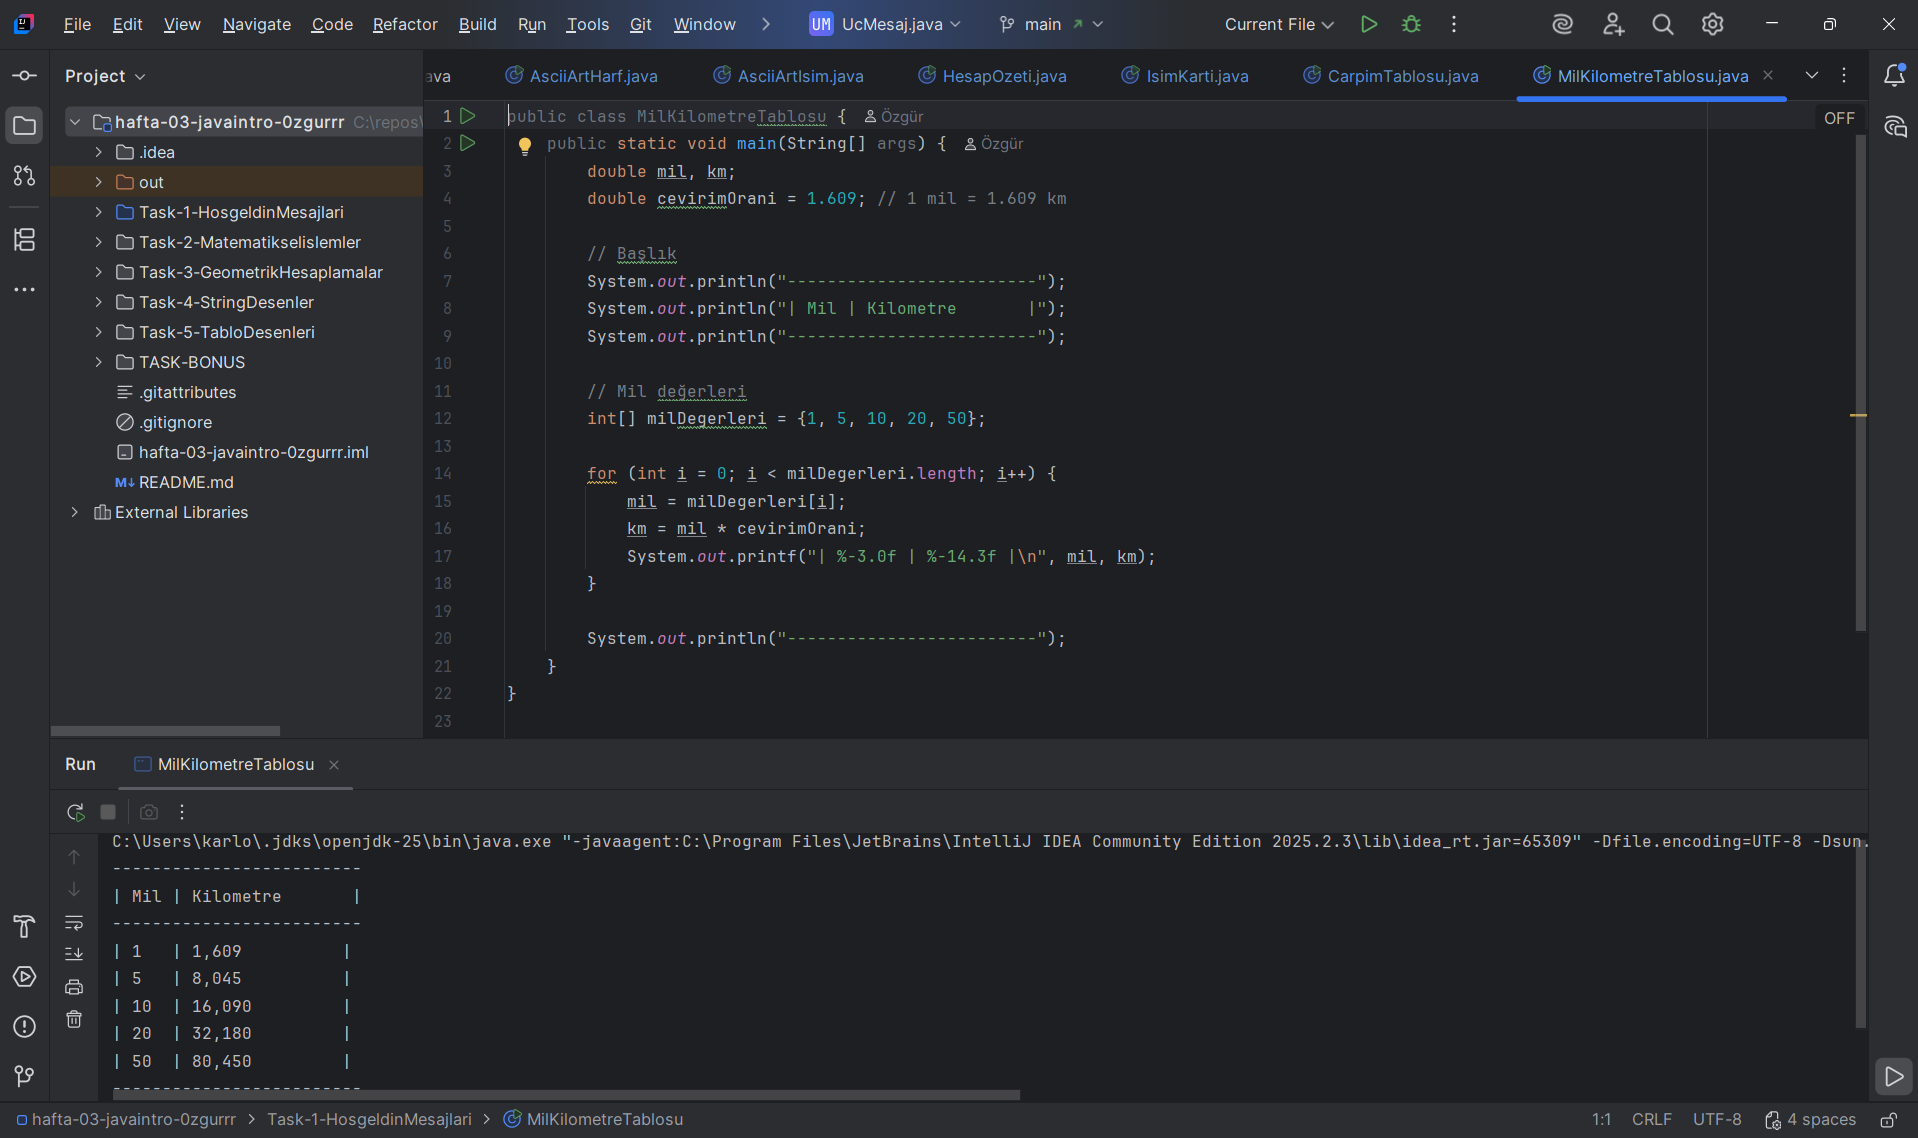 File Edit View Navigate Code Refactor Build Run Tools Git Window UM UcMesaj.java main Current File
Project
ava AsciiArtHarf.java AsciiArtIsim.java HesapOzeti.java IsimKarti.java CarpimTablosu.java MilKilometreTablosu.java
OFF
hafta-03-javaintro-0zgurrr C:\repos\
.idea
out
Task-1-HosgeldinMesajlari
Task-2-Matematikselislemler
Task-3-GeometrikHesaplamalar
Task-4-StringDesenler
Task-5-TabloDesenleri
TASK-BONUS
.gitattributes
.gitignore
hafta-03-javaintro-0zgurrr.iml
M↓ README.md
External Libraries
1 public class MilKilometreTablosu { Özgür
2 public static void main(String[] args) { Özgür
3 double mil, km;
4 double cevirimOrani = 1.609; // 1 mil = 1.609 km
5
6 // Başlık
7 System.out.println("-------------------------");
8 System.out.println("| Mil | Kilometre       |");
9 System.out.println("-------------------------");
10
11 // Mil değerleri
12 int[] milDegerleri = {1, 5, 10, 20, 50};
13
14 for (int i = 0; i < milDegerleri.length; i++) {
15 mil = milDegerleri[i];
16 km = mil * cevirimOrani;
17 System.out.printf("| %-3.0f | %-14.3f |\n", mil, km);
18 }
19
20 System.out.println("-------------------------");
21 }
22 }
23
Run MilKilometreTablosu
C:\Users\karlo\.jdks\openjdk-25\bin\java.exe "-javaagent:C:\Program Files\JetBrains\IntelliJ IDEA Community Edition 2025.2.3\lib\idea_rt.jar=65309" -Dfile.encoding=UTF-8 -Dsun.
-------------------------
| Mil | Kilometre       |
-------------------------
| 1   | 1,609          |
| 5   | 8,045          |
| 10  | 16,090         |
| 20  | 32,180         |
| 50  | 80,450         |
-------------------------
hafta-03-javaintro-0zgurrr > Task-1-HosgeldinMesajlari > MilKilometreTablosu 1:1 CRLF UTF-8 4 spaces